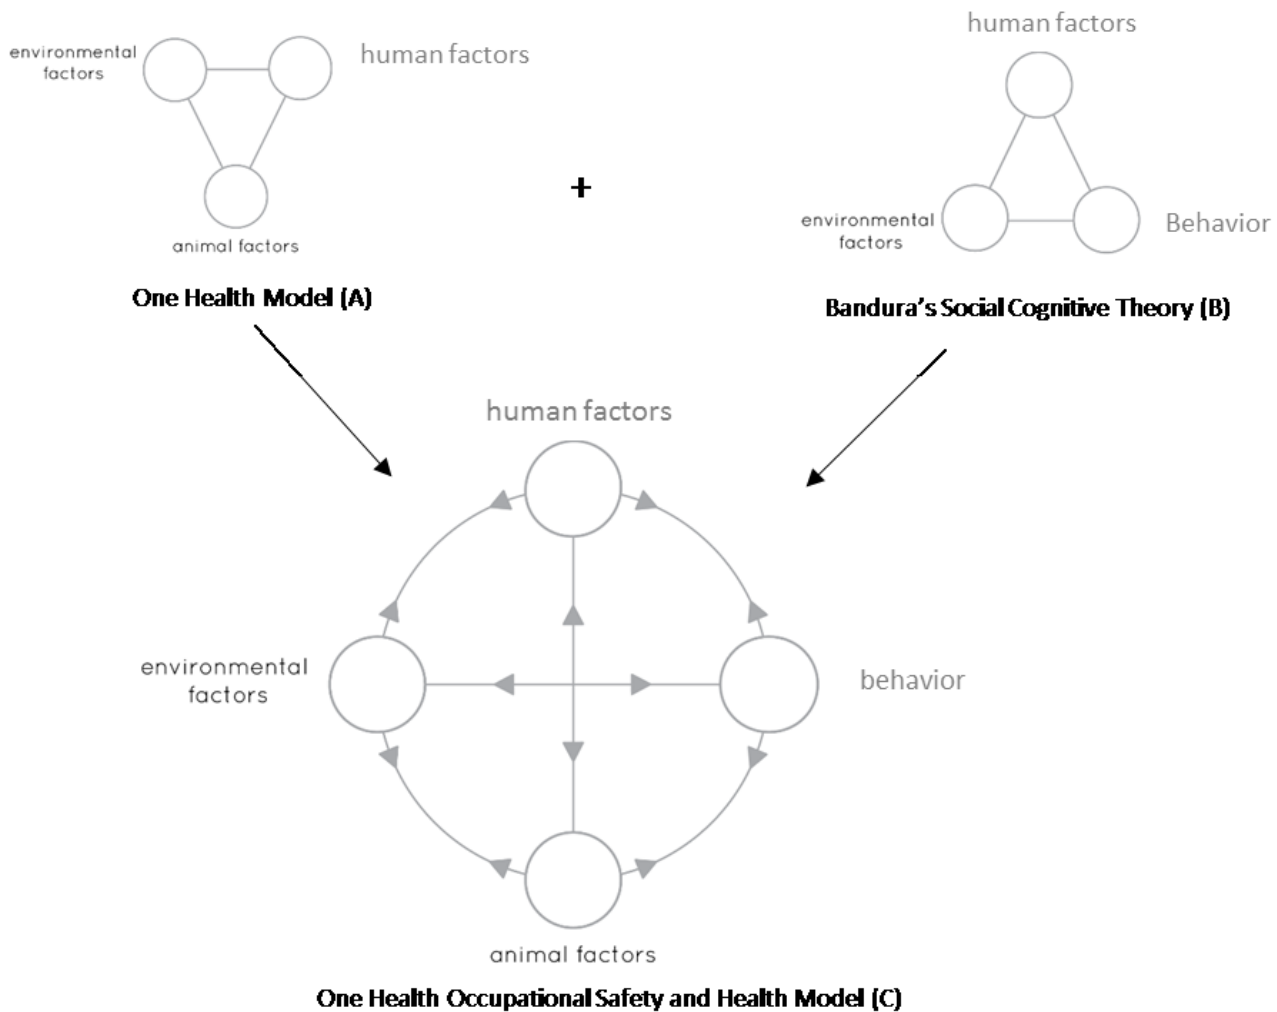 environmental
factors
human factors
animal factors
One Health Model (A)
+
human factors
environmental
factors
Behavior
Bandura's Social Cognitive Theory (B)
human factors
environmental
factors
behavior
animal factors
One Health Occupational Safety and Health Model (C)